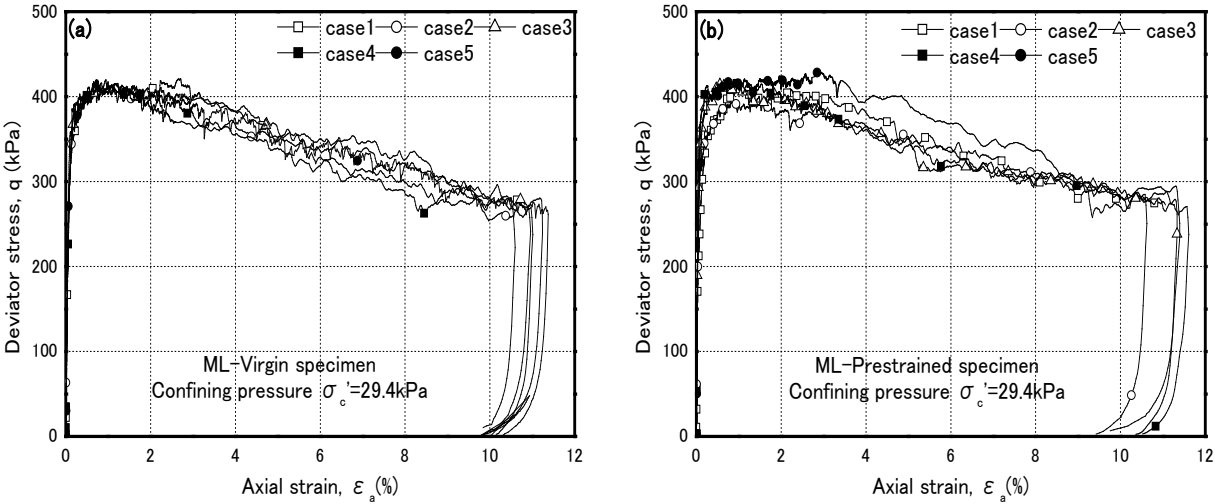 (a)
case1 case2 case3
case4 case5
500
400
300
200
100
0
Deviator stress, q (kPa)
ML-Virgin specimen
Confining pressure σc'=29.4kPa
0 2 4 6 8 10 12
Axial strain, εa(%)
(b)
case1 case2 case3
case4 case5
500
400
300
200
100
0
Deviator stress, q (kPa)
ML-Prestrained specimen
Confining pressure σc'=29.4kPa
0 2 4 6 8 10 12
Axial strain, εa(%)